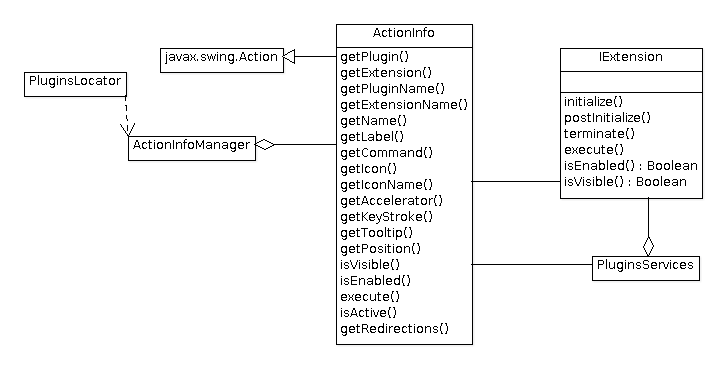 PluginsLocator
javax.swing.Action
ActionInfoManager
ActionInfo
getPlugin()
getExtension()
getPluginName()
getExtensionName()
getName()
getLabel()
getCommand()
getIcon()
getIconName()
getAccelerator()
getKeyStroke()
getTooltip()
getPosition()
isVisible()
isEnabled()
execute()
isActive()
getRedirections()
IExtension
initialize()
postInitialize()
terminate()
execute()
isEnabled() : Boolean
isVisible() : Boolean
PluginsServices